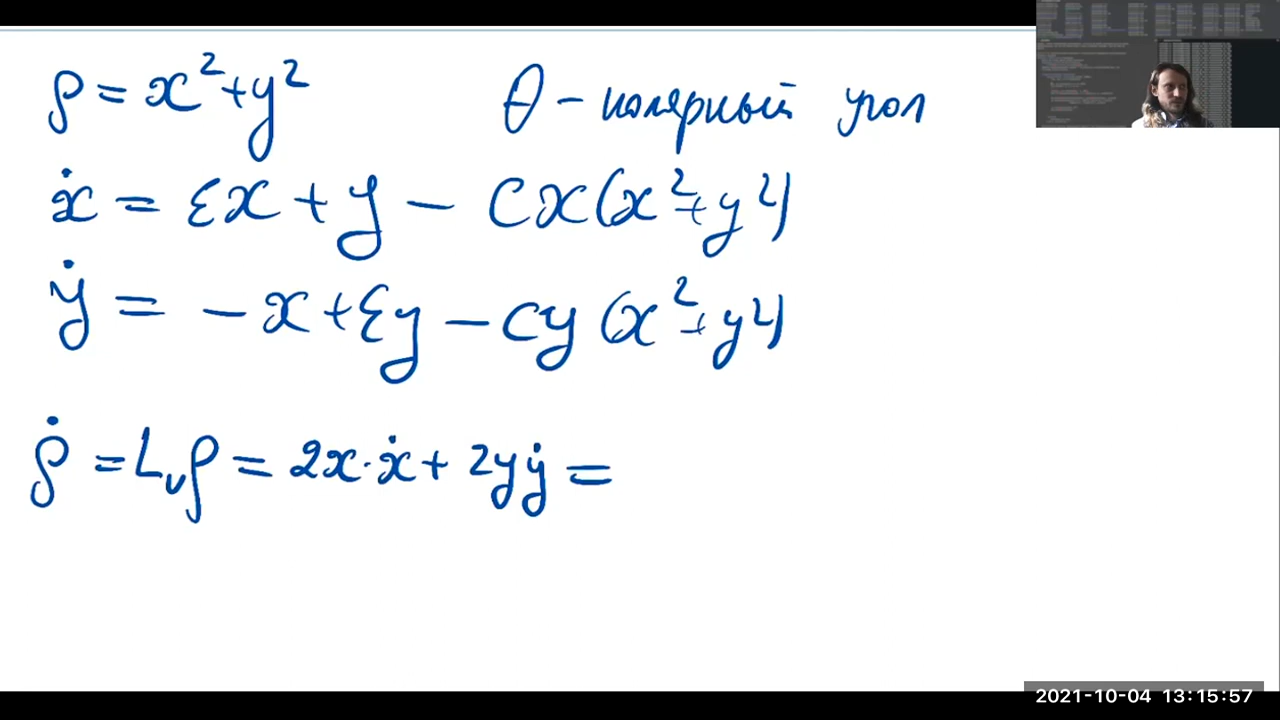 ρ = x² + y² θ – полярный угол
ẋ = εx + y − Cx(x² + y²)
ẏ = −x + εy − Cy(x² + y²)
ρ̇ = Lᵥρ = 2x·ẋ + 2yẏ =
2021-10-04 13:15:57